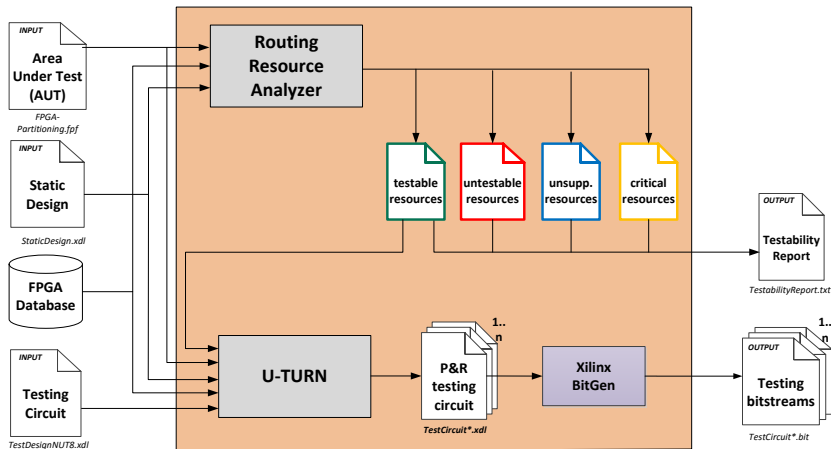 INPUT
Area
Under Test
(AUT)
FPGA-
Partitioning.fpf
INPUT
Static
Design
StaticDesign.xdl
FPGA
Database
INPUT
Testing
Circuit
TestDesignNUT8.xdl
Routing
Resource
Analyzer
testable
resources
untestable
resources
unsupp.
resources
critical
resources
OUTPUT
Testability
Report
TestabilityReport.txt
U-TURN
1..
n
P&R
testing
circuit
TestCircuit*.xdl
Xilinx
BitGen
1..
n
OUTPUT
Testing
bitstreams
TestCircuit*.bit